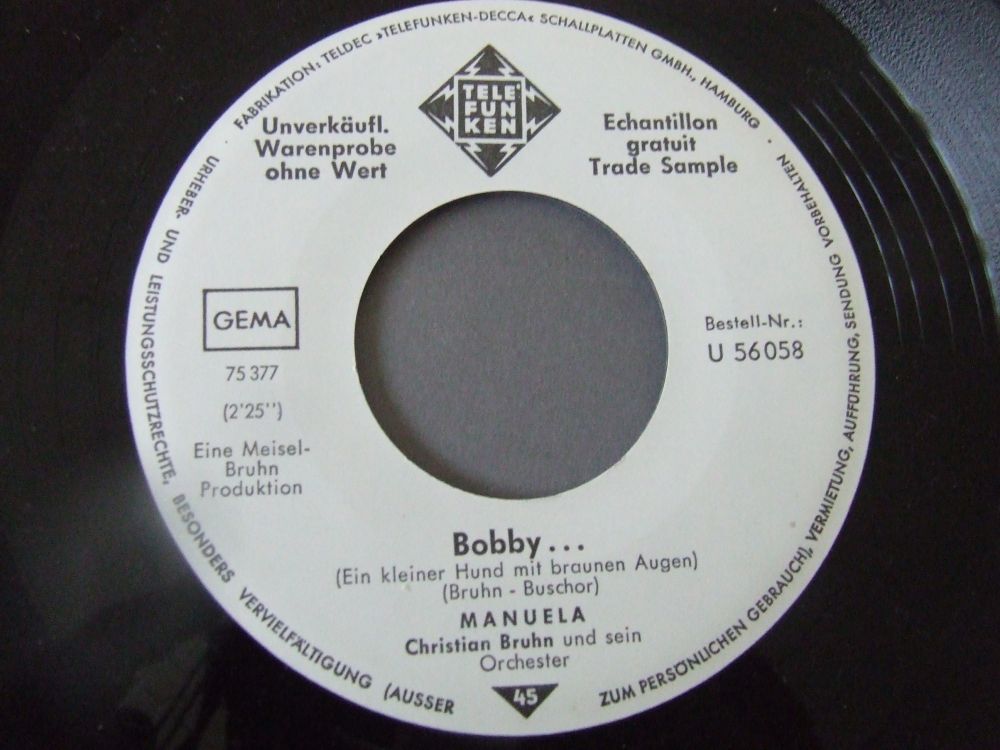 FABRIKATION: TELDEC »TELEFUNKEN-DECCA« SCHALLPLATTEN GMBH., HAMBURG ·
URHEBER- UND LEISTUNGSSCHUTZRECHTE, BESONDERS VERVIELFÄLTIGUNG (AUSSER
ZUM PERSÖNLICHEN GEBRAUCH), VERMIETUNG, AUFFÜHRUNG, SENDUNG VORBEHALTEN ·
TELE
FUN
KEN
Unverkäufl.
Warenprobe
ohne Wert
Echantillon
gratuit
Trade Sample
GEMA
75 377
(2'25'')
Eine Meisel-
Bruhn
Produktion
Bestell-Nr.:
U 56 058
Bobby...
(Ein kleiner Hund mit braunen Augen)
(Bruhn - Buschor)
MANUELA
Christian Bruhn und sein
Orchester
45